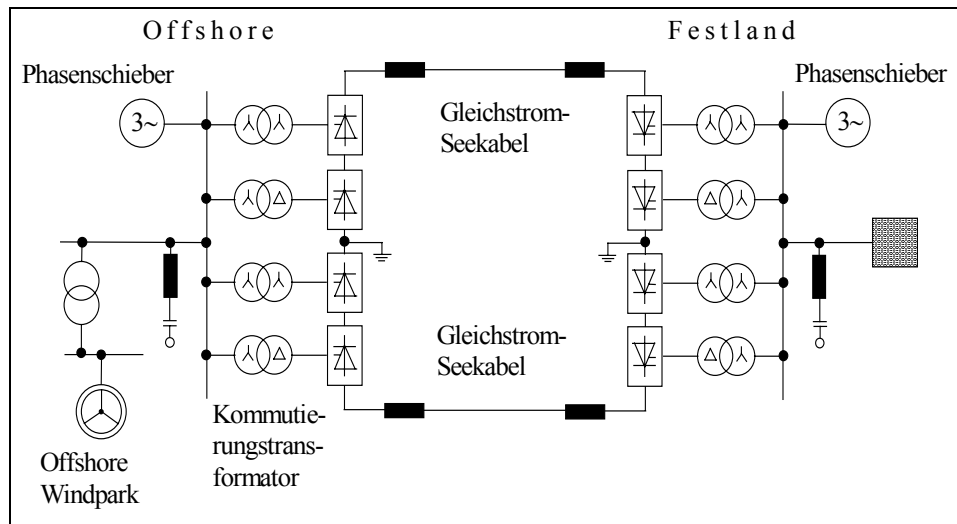 Offshore
Festland
Phasenschieber
Phasenschieber
3~
3~
Gleichstrom-
Seekabel
Gleichstrom-
Seekabel
Kommutie-
rungstrans-
formator
Offshore
Windpark